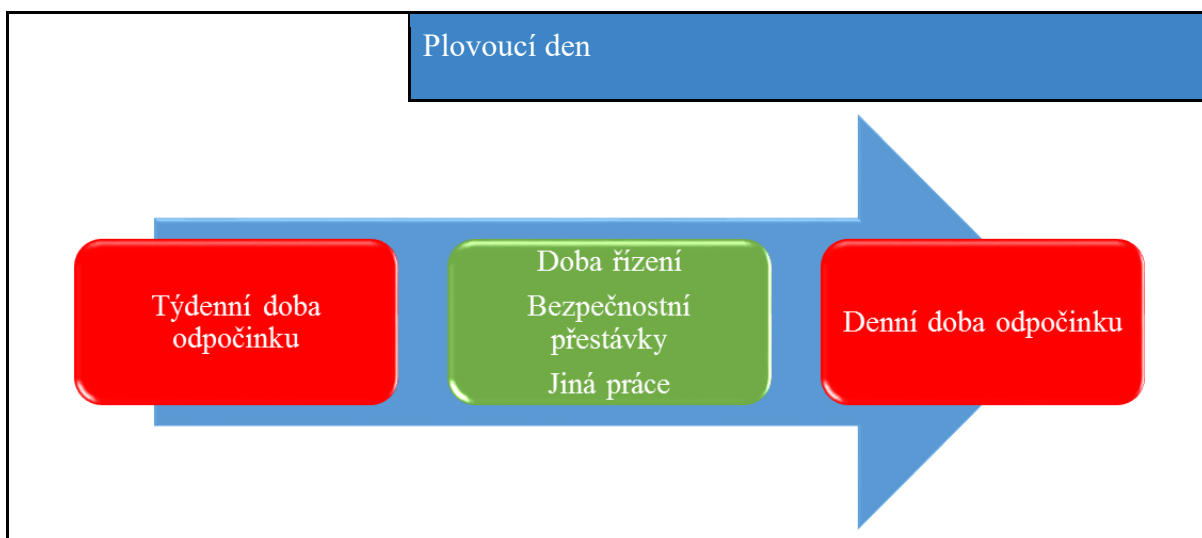 Plovoucí den
Týdenní doba
odpočinku
Doba řízení
Bezpečnostní
přestávky
Jiná práce
Denní doba odpočinku